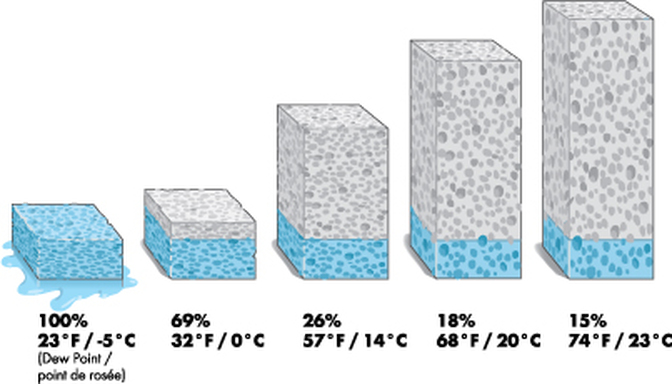 100%
23°F / -5°C
(Dew Point /
point de rosée)
69%
32°F / 0°C
26%
57°F / 14°C
18%
68°F / 20°C
15%
74°F / 23°C